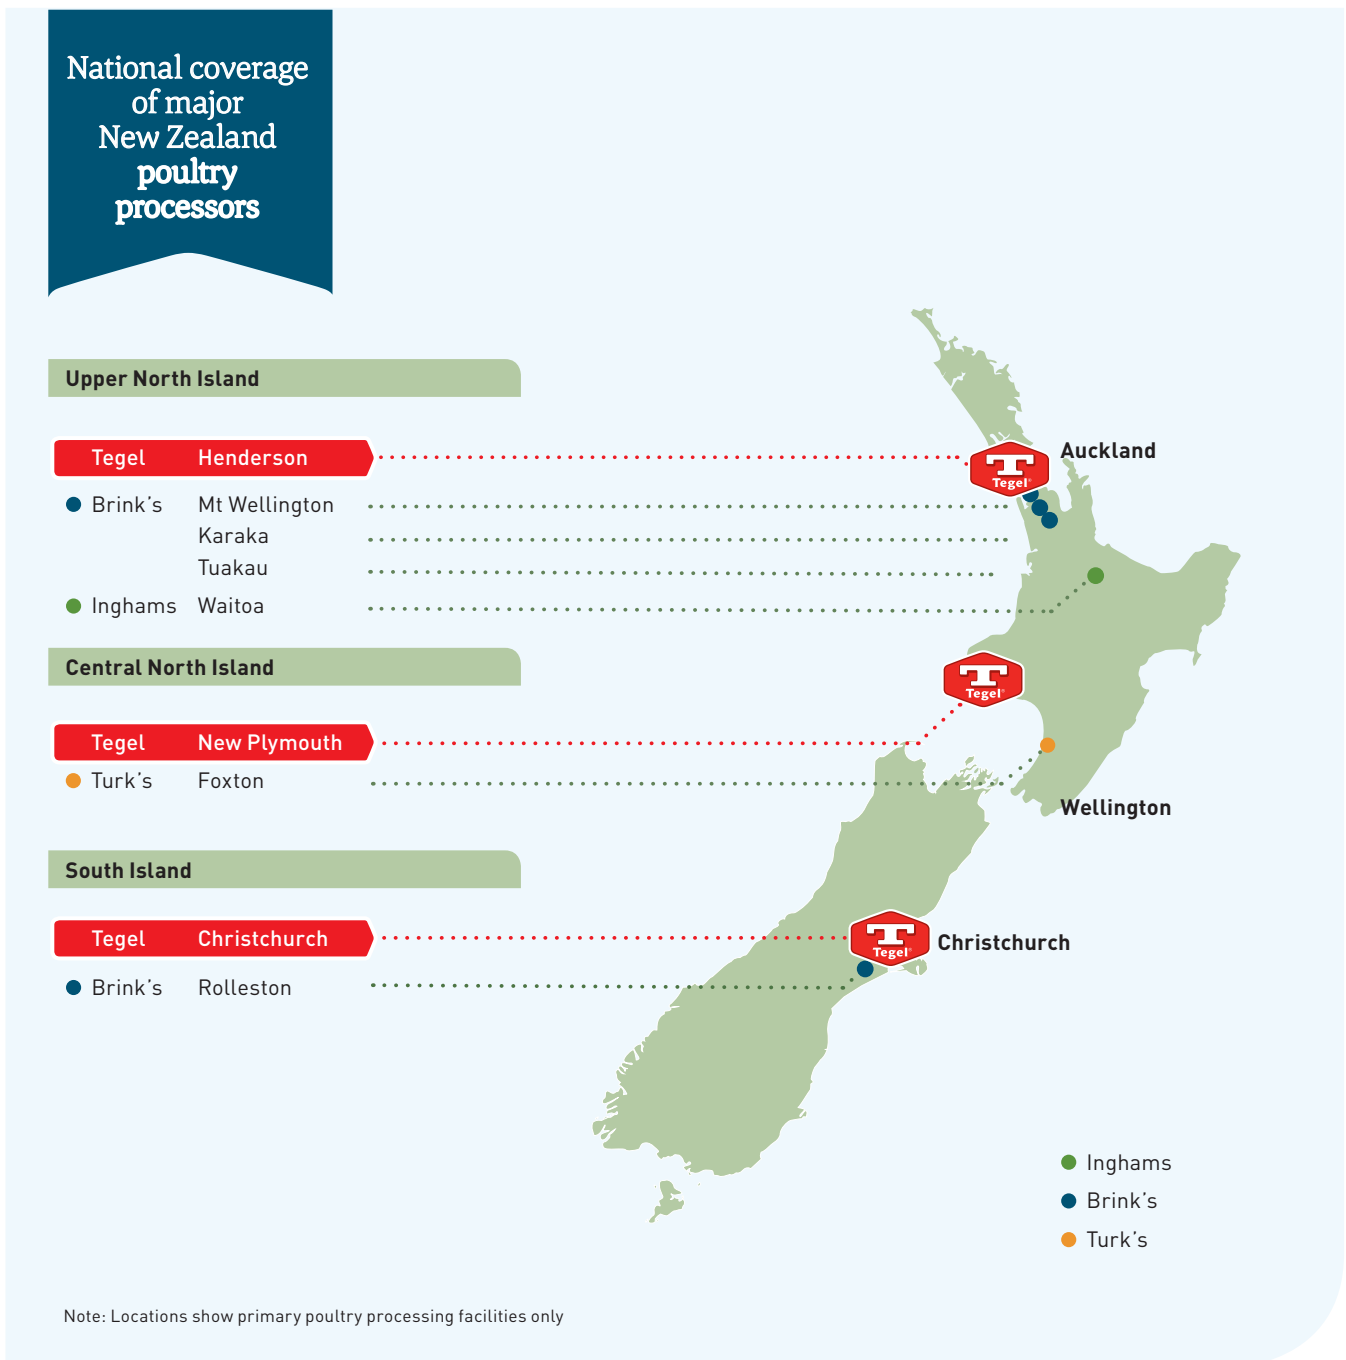 National coverage
of major
New Zealand
poultry
processors
Upper North Island
Tegel Henderson
Brink's Mt Wellington
Karaka
Tuakau
Inghams Waitoa
Central North Island
Tegel New Plymouth
Turk's Foxton
South Island
Tegel Christchurch
Brink's Rolleston
Auckland
Tegel®
Tegel®
Wellington
Tegel®
Christchurch
Inghams
Brink's
Turk's
Note: Locations show primary poultry processing facilities only